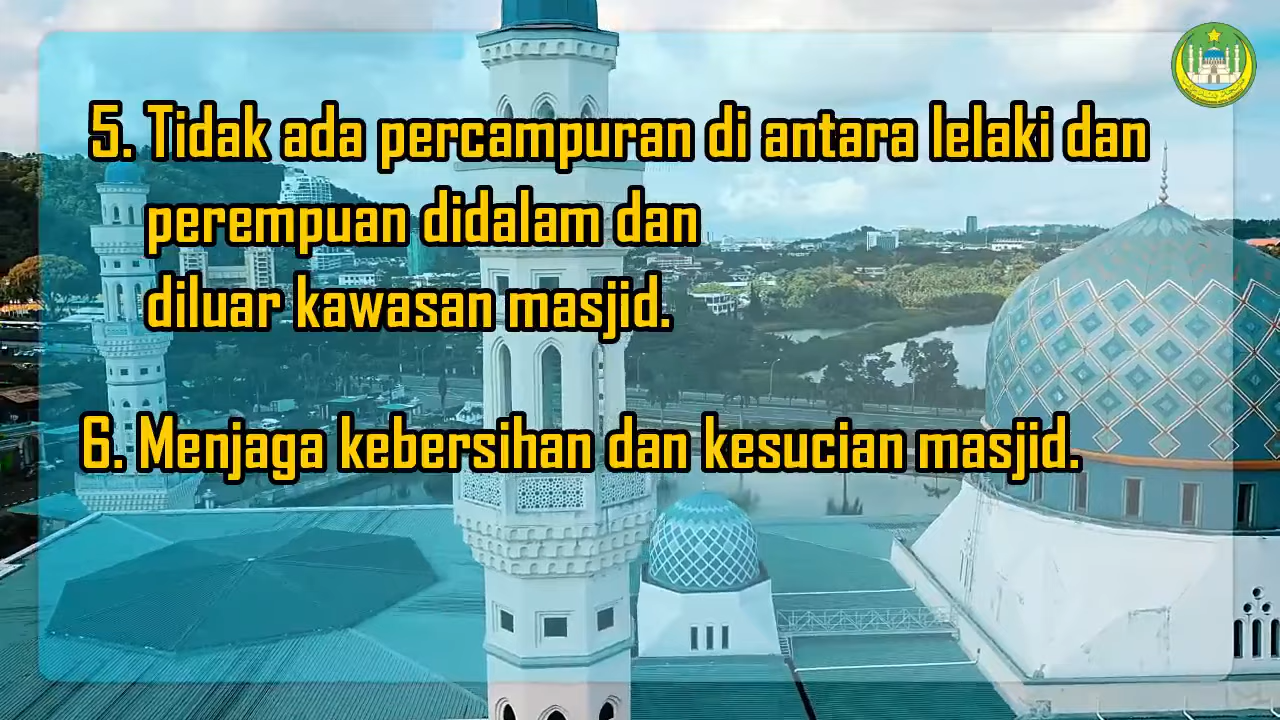 5. Tidak ada percampuran di antara lelaki dan
perempuan didalam dan
diluar kawasan masjid.
6. Menjaga kebersihan dan kesucian masjid.